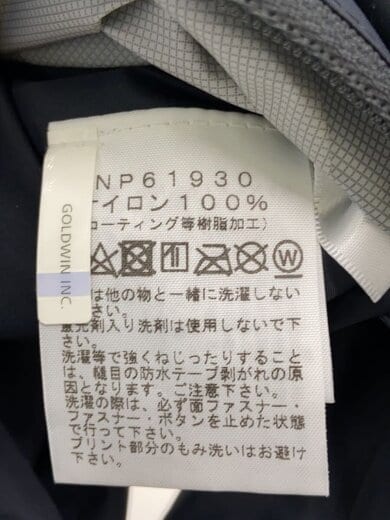 GOLDWIN INC.
NP61930
イロン100%
コーティング等樹脂加工)
W
は他の物と一緒に洗濯しない
さい。
元剤入り洗剤は使用しないで下
さい。
洗濯等で強くねじったりすること
は、縫目の防水テープ剥がれの原
因となります。ご注意下さい。
洗濯の際は、必ず面ファスナー・
ファスナー・ボタンを止めた状態
で行って下さい。
プリント部分のもみ洗いはお避け
下さい。